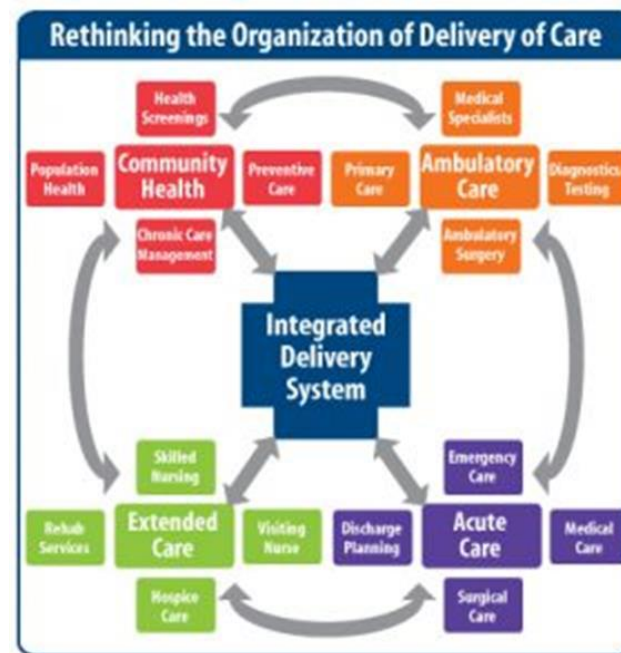 Rethinking the Organization of Delivery of Care
Health
Screenings
Medical
Specialists
Population
Health
Community
Health
Preventive
Care
Primary
Care
Ambulatory
Care
Diagnostics
Testing
Chronic Care
Management
Ambulatory
Surgery
Integrated
Delivery
System
Skilled
Nursing
Emergency
Care
Rehab
Services
Extended
Care
Visiting
Nurse
Discharge
Planning
Acute
Care
Medical
Care
Hospice
Care
Surgical
Care